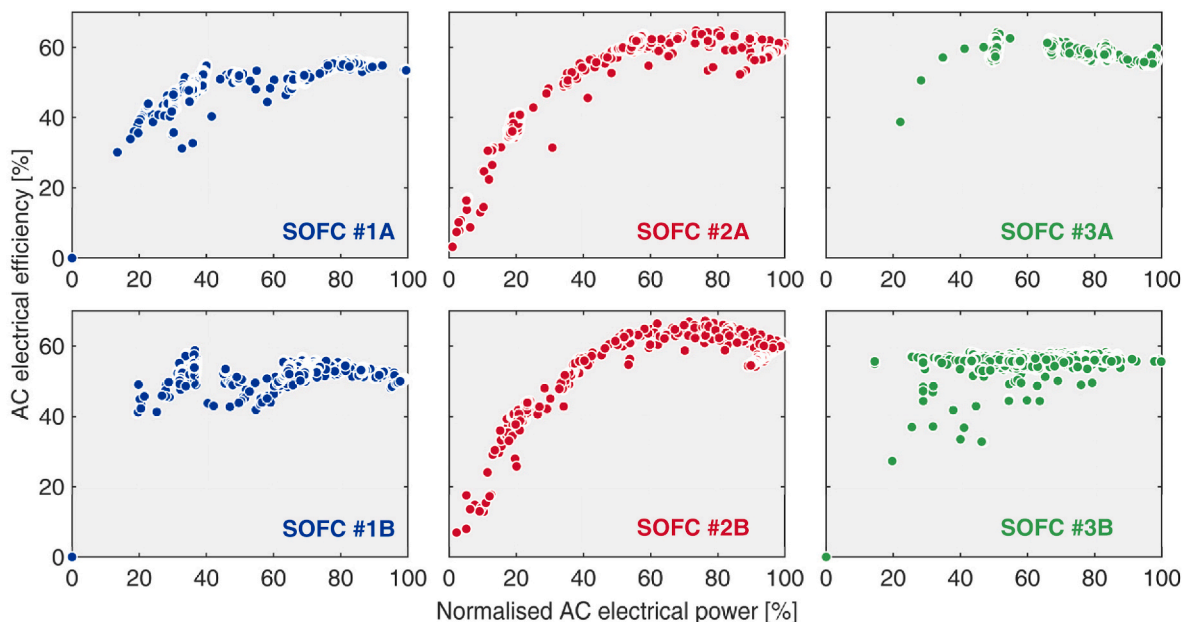 AC electrical efficiency [%]
60
40
20
0
SOFC #1A
0 20 40 60 80 100
SOFC #2A
0 20 40 60 80 100
SOFC #3A
0 20 40 60 80 100
60
40
20
0
SOFC #1B
0 20 40 60 80 100
SOFC #2B
0 20 40 60 80 100
SOFC #3B
0 20 40 60 80 100
Normalised AC electrical power [%]